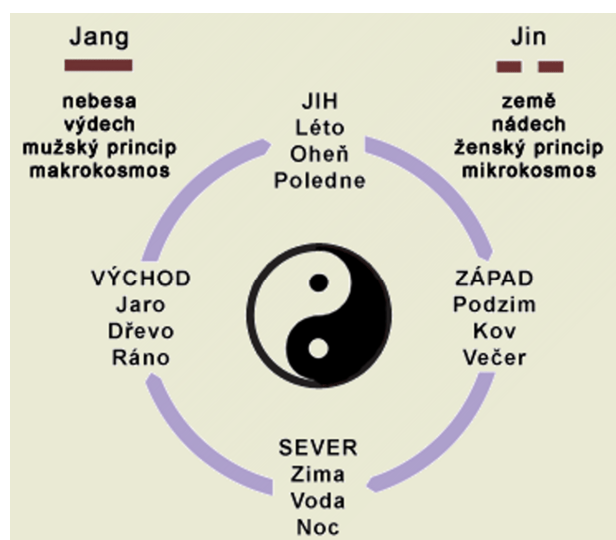 Jang
nebesa
výdech
mužský princip
makrokosmos
Jin
země
nádech
ženský princip
mikrokosmos
JIH
Léto
Oheň
Poledne
VÝCHOD
Jaro
Dřevo
Ráno
ZÁPAD
Podzim
Kov
Večer
SEVER
Zima
Voda
Noc